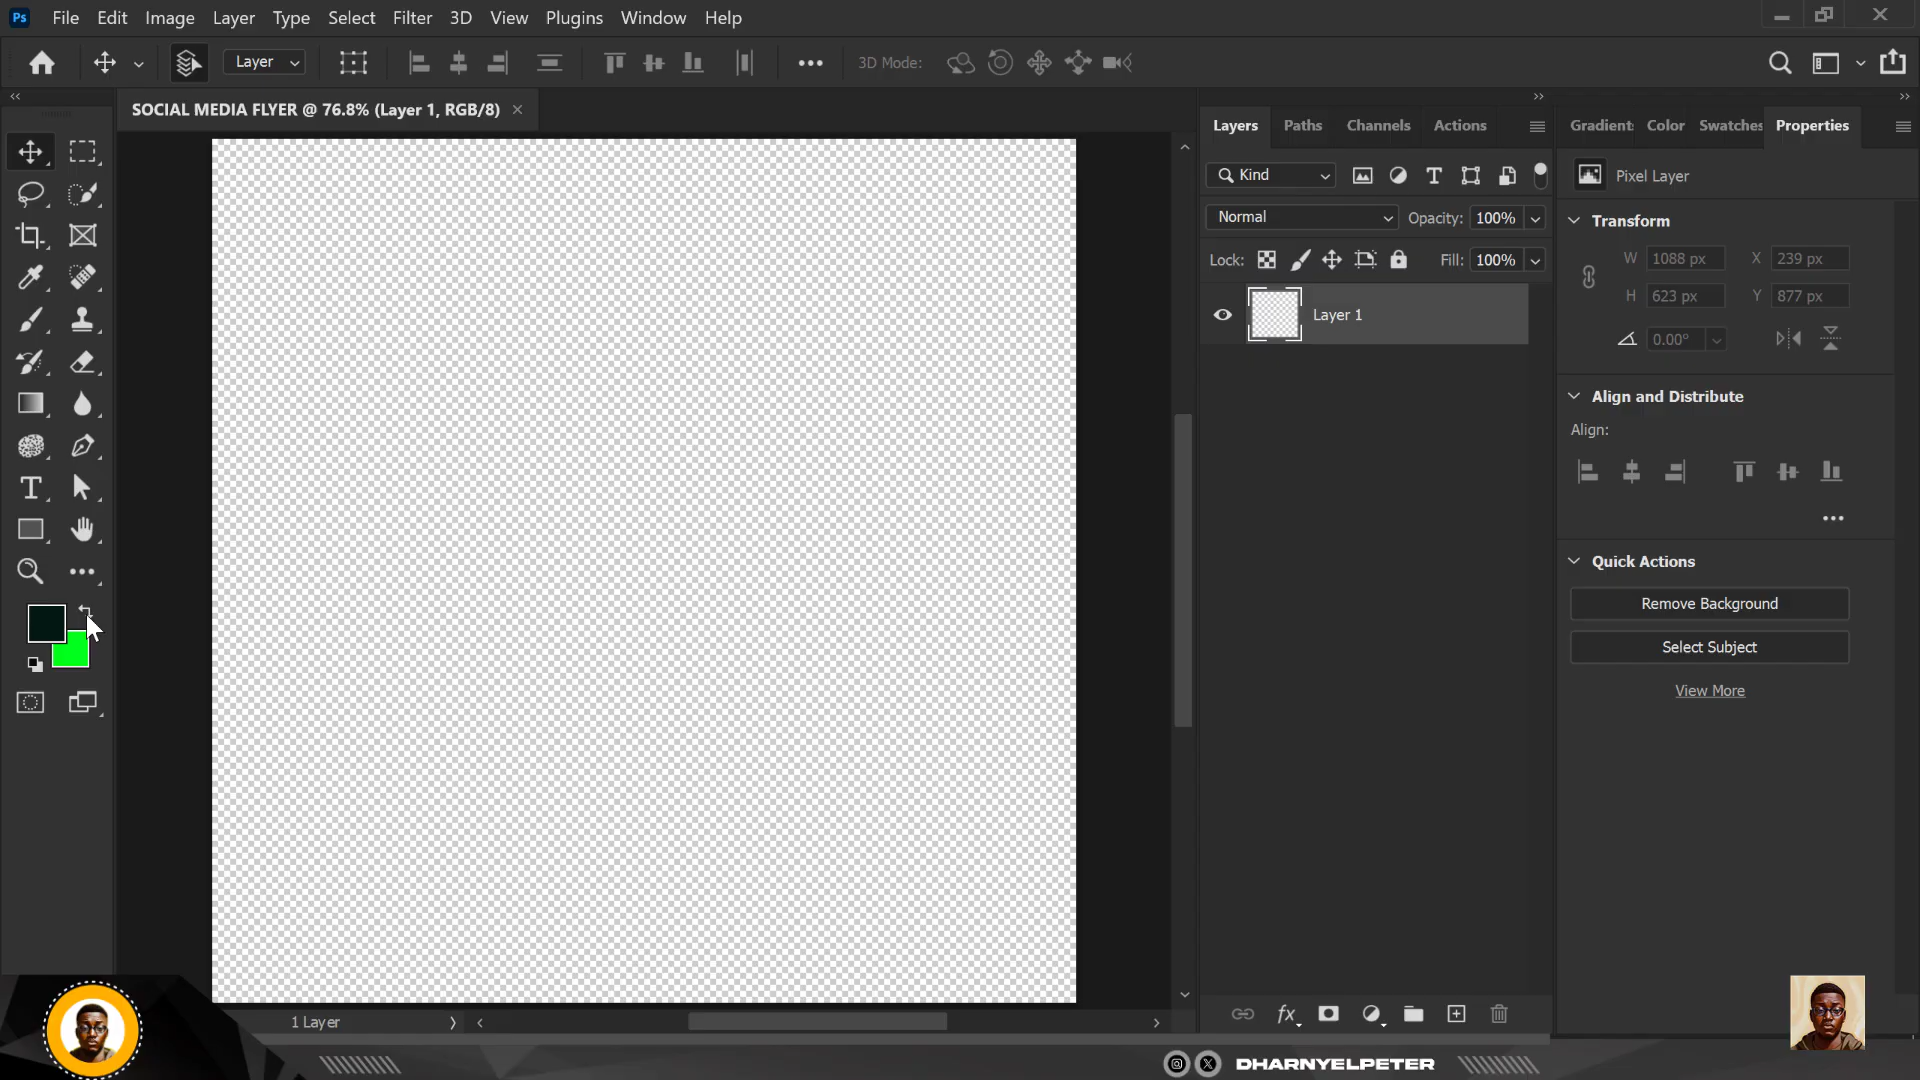 Ps File Edit Image Layer Type Select Filter 3D View Plugins Window Help
Layer 3D Mode:
SOCIAL MEDIA FLYER @ 76.8% (Layer 1, RGB/8)
Layers Paths Channels Actions
Kind
Normal Opacity: 100%
Lock: Fill: 100%
Layer 1
Gradient Color Swatches Properties
Pixel Layer
Transform
W 1088 px X 239 px
H 623 px Y 877 px
0.00°
Align and Distribute
Align:
Quick Actions
Remove Background
Select Subject
View More
1 Layer
fx
DHARNYELPETER